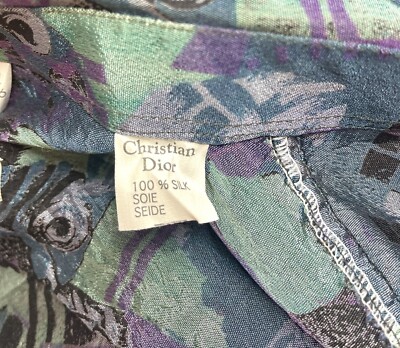 Christian
Dior
100 % SILK
SOIE
SEIDE